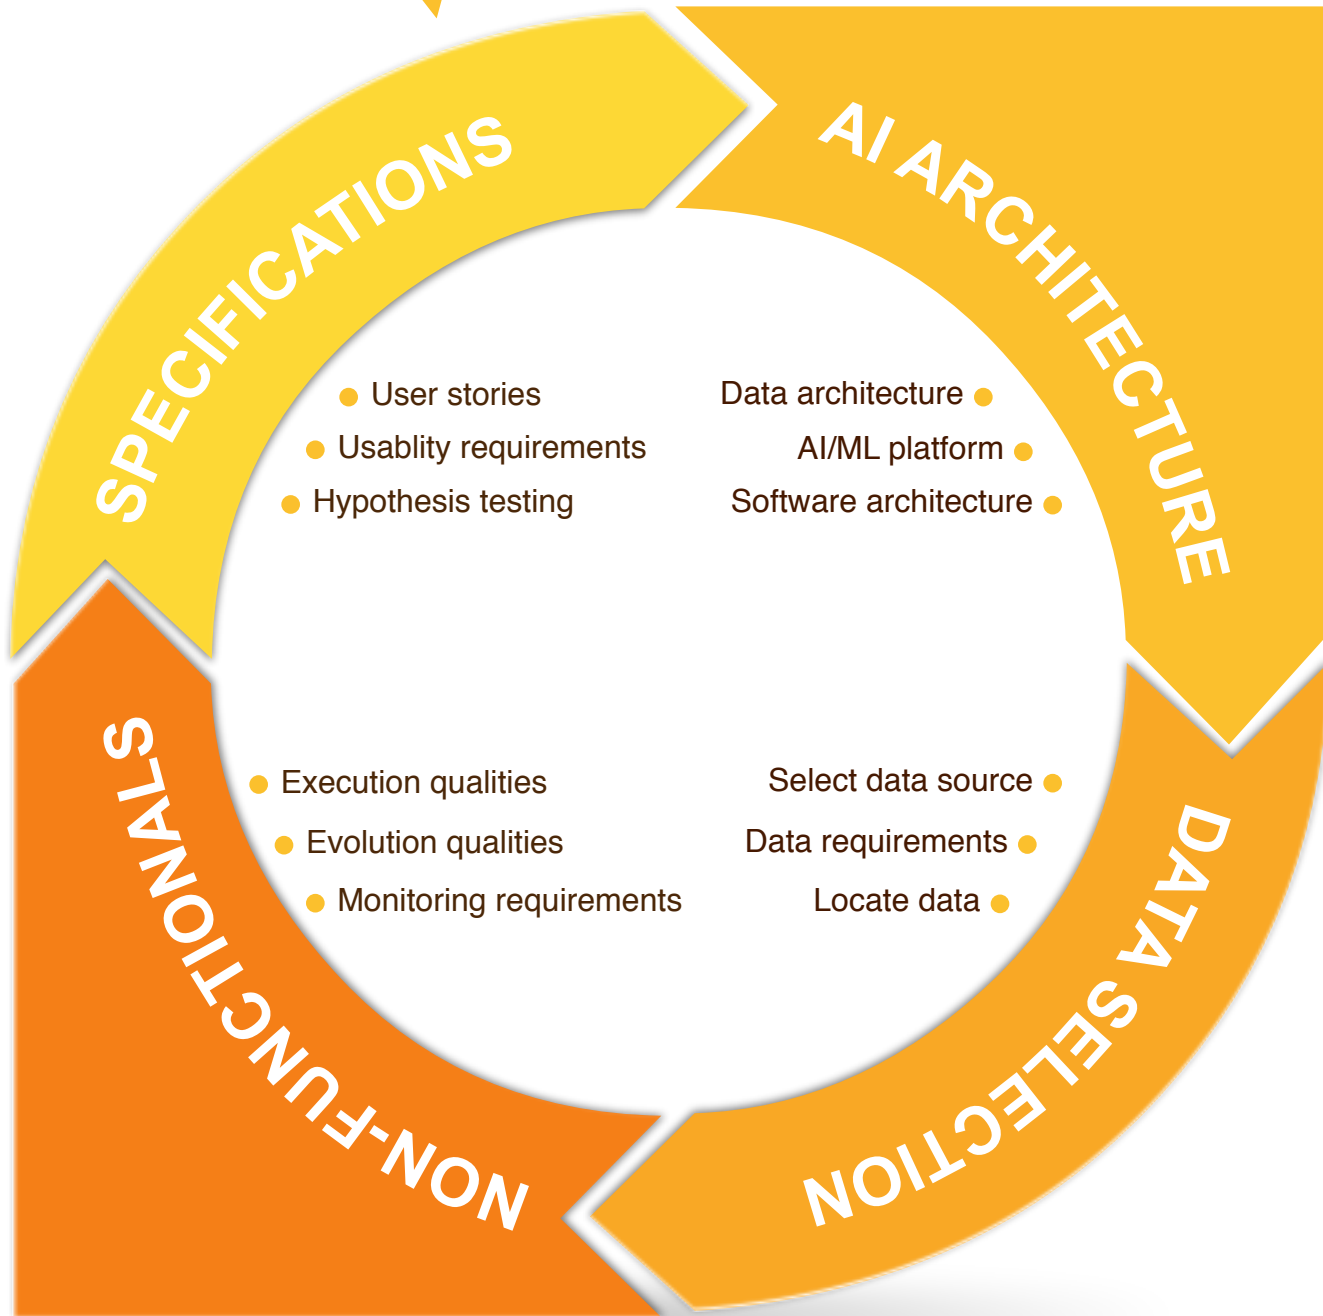 SPECIFICATIONS
AI ARCHITECTURE
User stories
Usablity requirements
Hypothesis testing
Data architecture
AI/ML platform
Software architecture
Execution qualities
Evolution qualities
Monitoring requirements
Select data source
Data requirements
Locate data
NON-FUNCTIONALS
DATA SELECTION